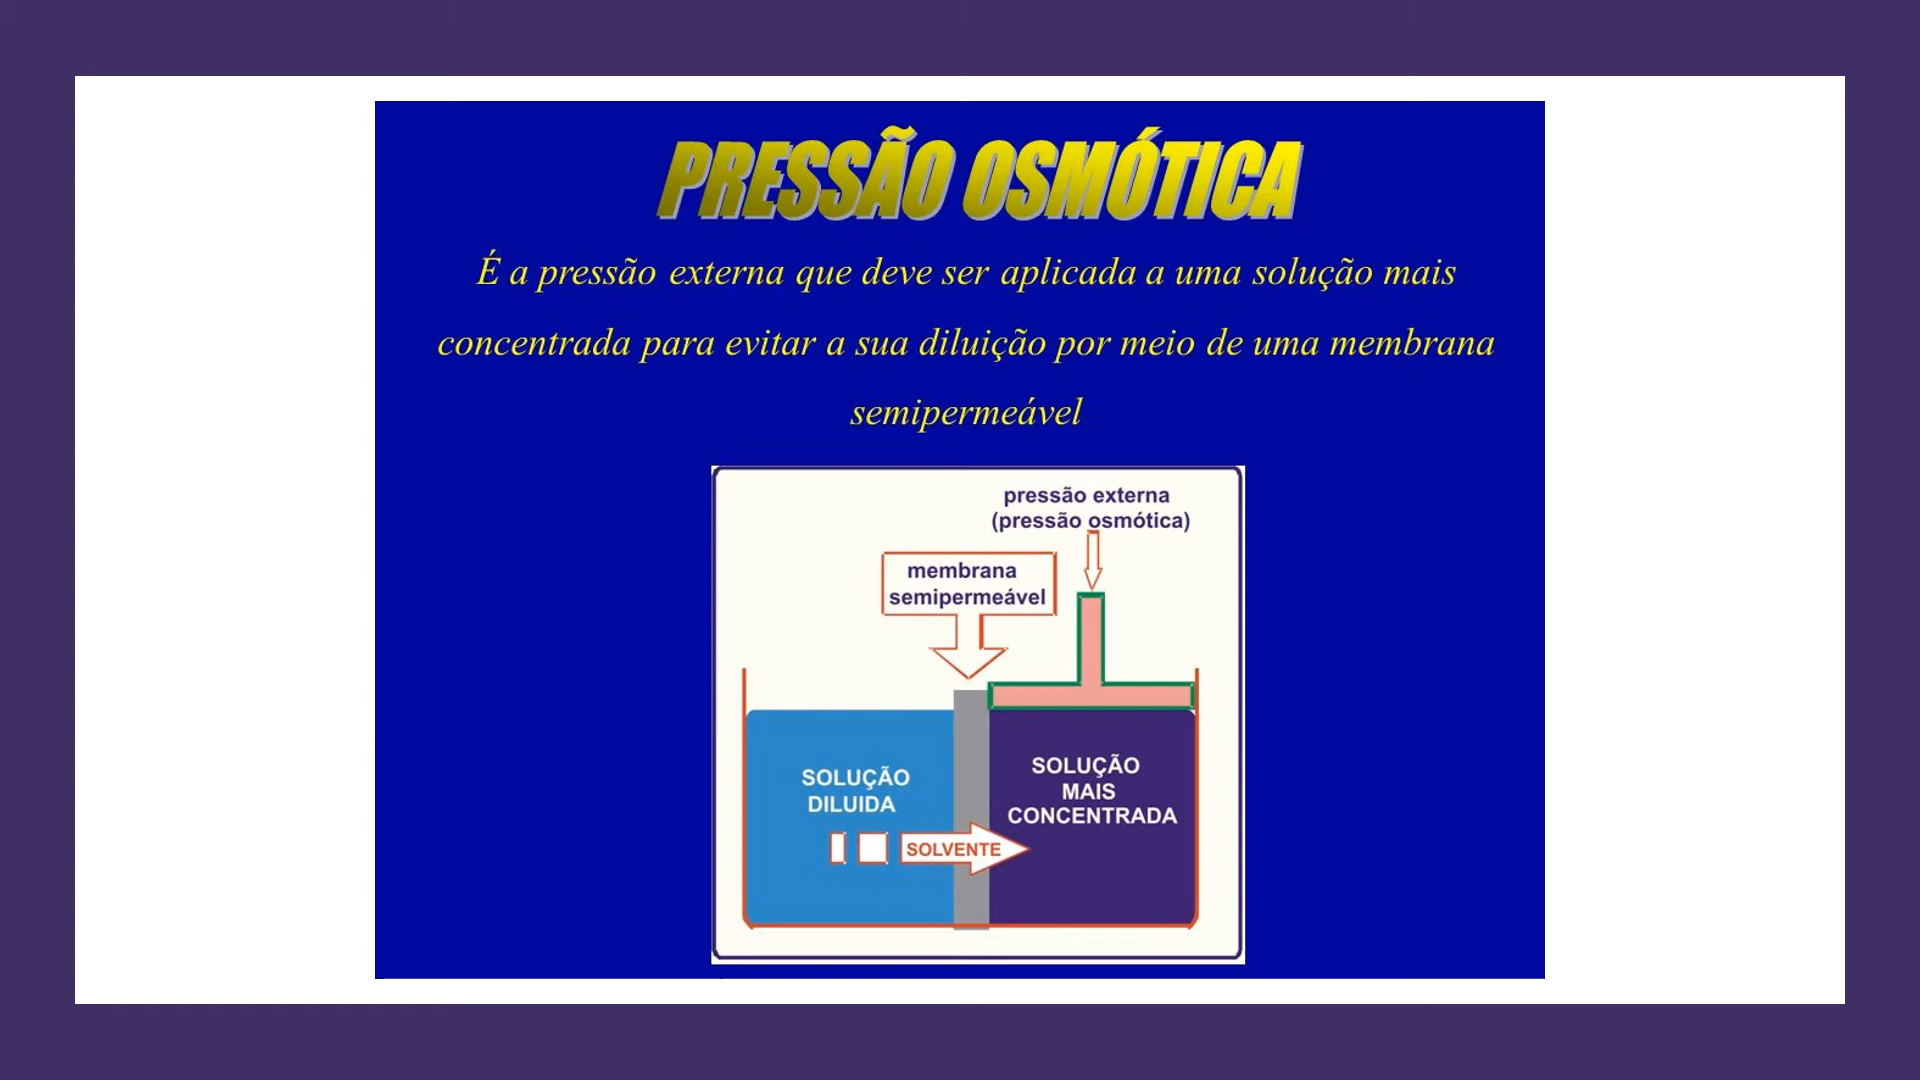 PRESSÃO OSMÓTICA
É a pressão externa que deve ser aplicada a uma solução mais
concentrada para evitar a sua diluição por meio de uma membrana
semipermeável
pressão externa
(pressão osmótica)
membrana
semipermeável
SOLUÇÃO
DILUIDA
SOLUÇÃO
MAIS
CONCENTRADA
SOLVENTE